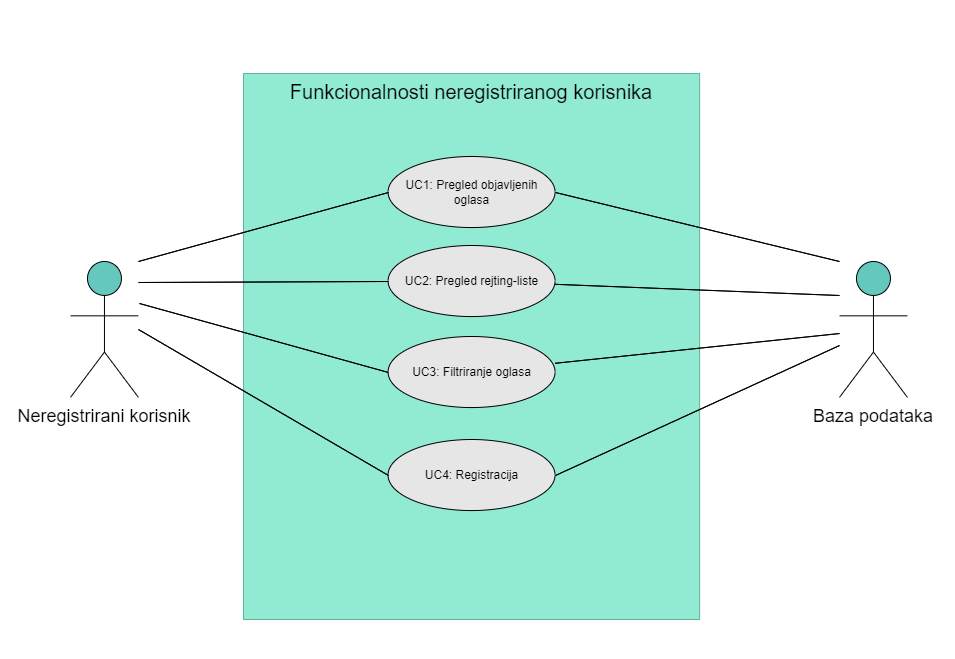 Funkcionalnosti neregistriranog korisnika
UC1: Pregled objavljenih
oglasa
UC2: Pregled rejting-liste
UC3: Filtriranje oglasa
UC4: Registracija
Neregistrirani korisnik
Baza podataka